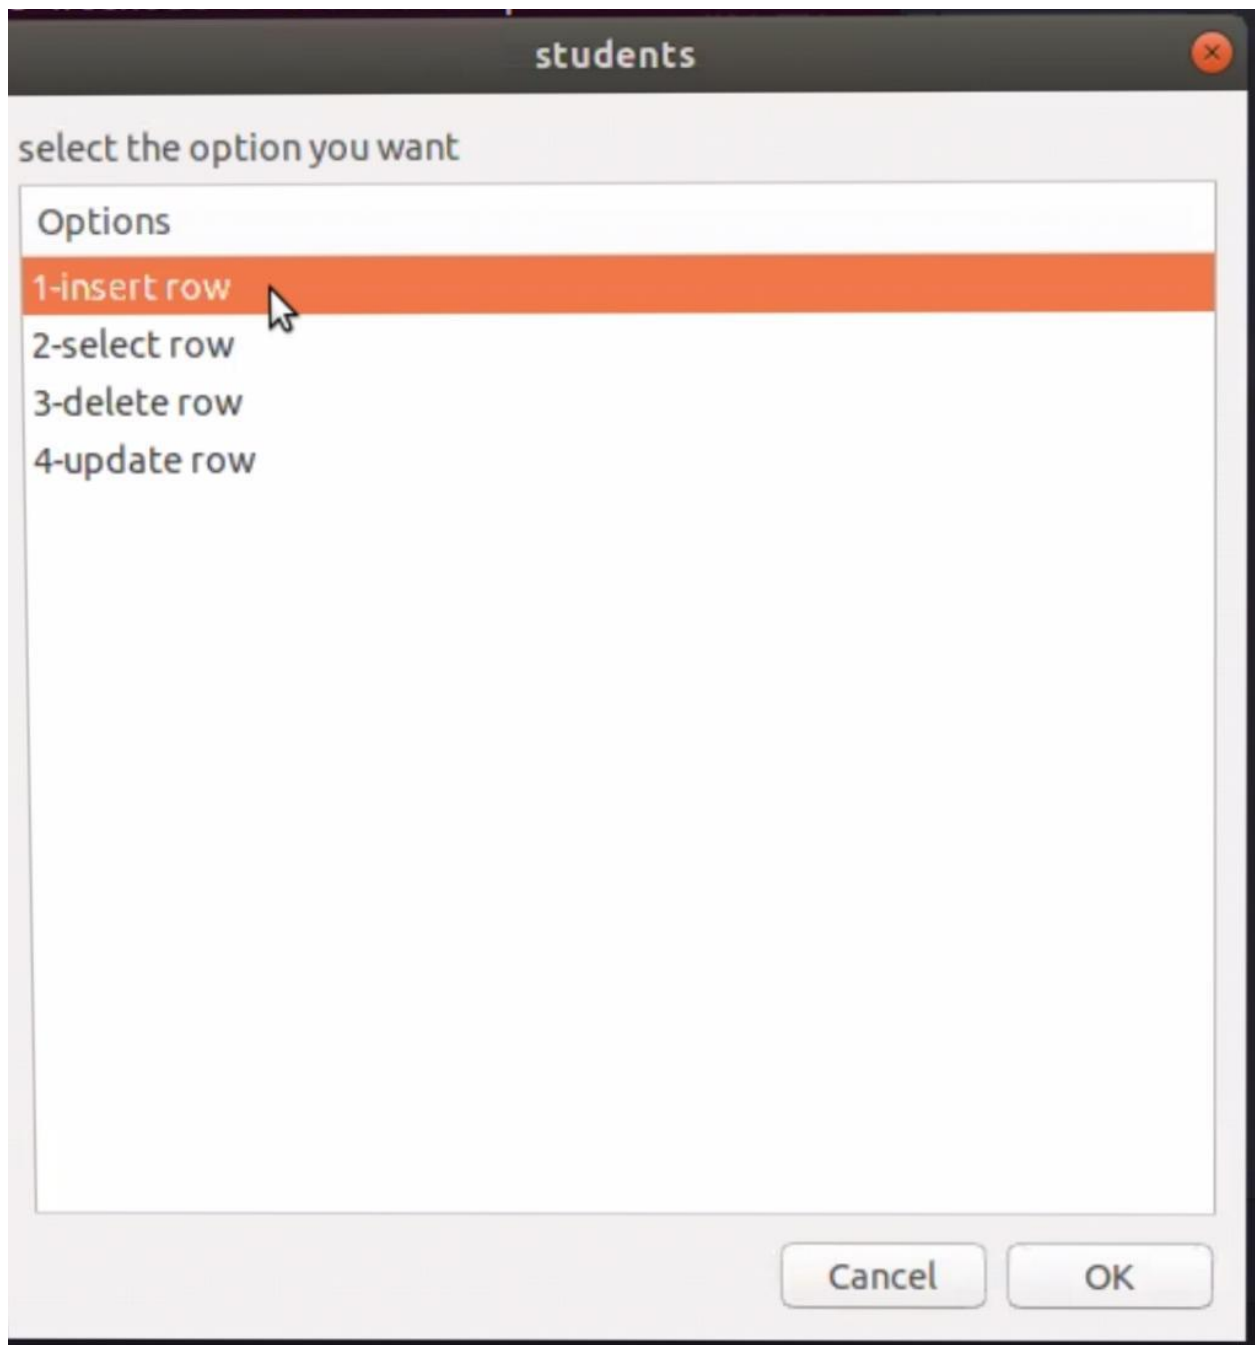 students
select the option you want
Options
1-insert row
2-select row
3-delete row
4-update row
Cancel
OK